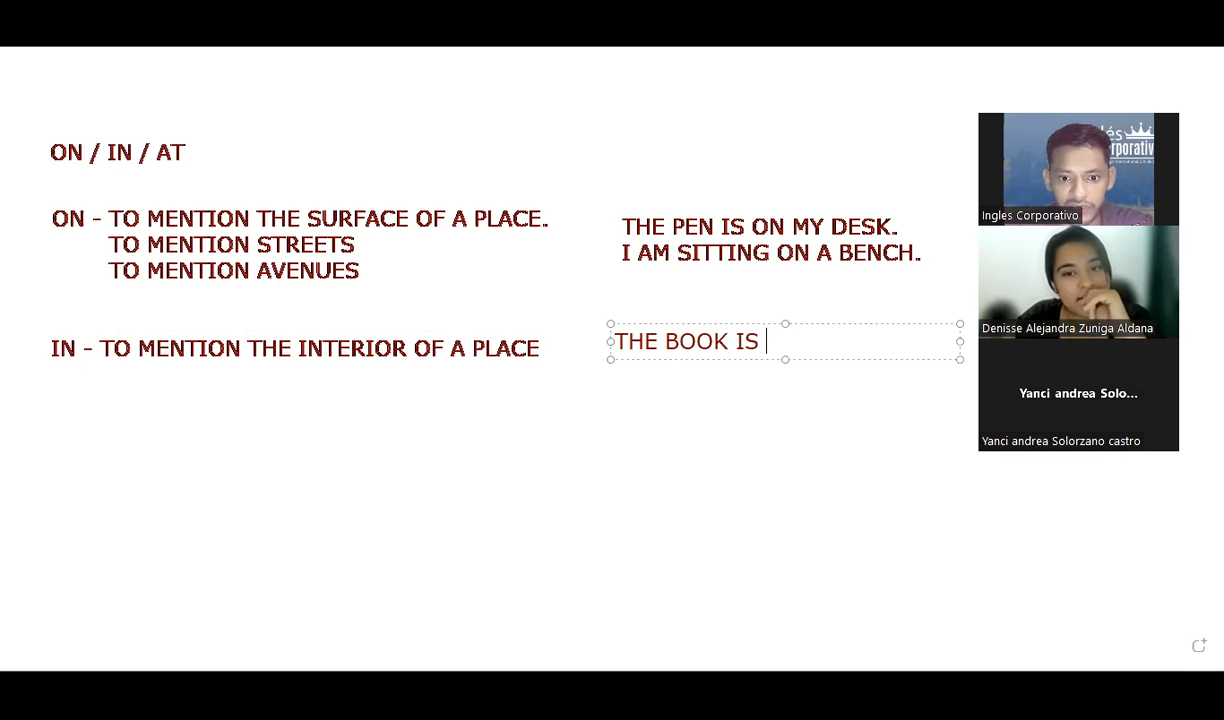 ON / IN / AT
ON - TO MENTION THE SURFACE OF A PLACE.
TO MENTION STREETS
TO MENTION AVENUES
IN - TO MENTION THE INTERIOR OF A PLACE
THE PEN IS ON MY DESK.
I AM SITTING ON A BENCH.
THE BOOK IS
Ingles Corporativo
Denisse Alejandra Zuniga Aldana
Yanci andrea Solo...
Yanci andrea Solorzano castro